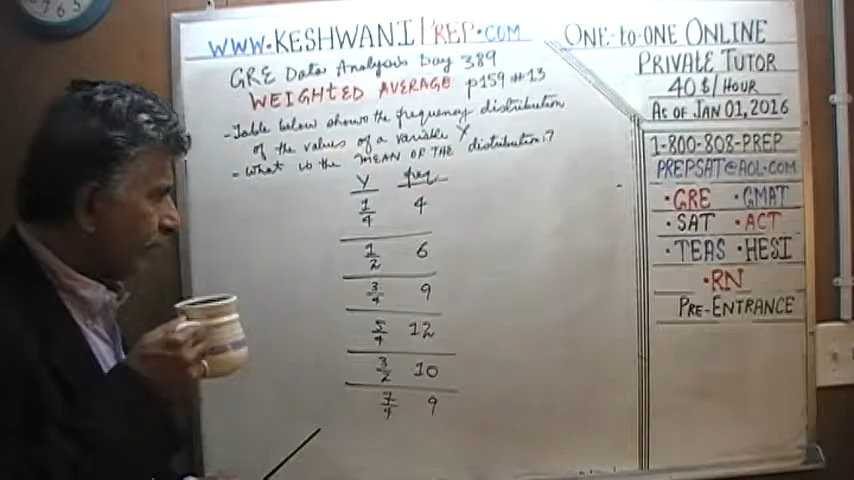 WWW.KESHWANI PREP.COM
GRE Data Analysis Day 389
WEIGHTED AVERAGE p159 #13
- Table below shows the frequency distribution
of the values of a variable Y
- What is the MEAN OF THE distribution?
Y freq
1/4 4
1/2 6
3/4 9
5/4 12
3/2 10
7/4 9
ONE-TO-ONE ONLINE
PRIVATE TUTOR
40$/HOUR
AS OF JAN 01, 2016
1-800-808-PREP
PREPSAT@AOL.COM
•GRE •GMAT
•SAT •ACT
•TEAS •HESI
•RN
PRE-ENTRANCE